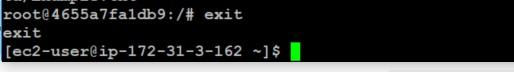 root@4655a7fa1db9:/# exit
exit
[ec2-user@ip-172-31-3-162 ~]$